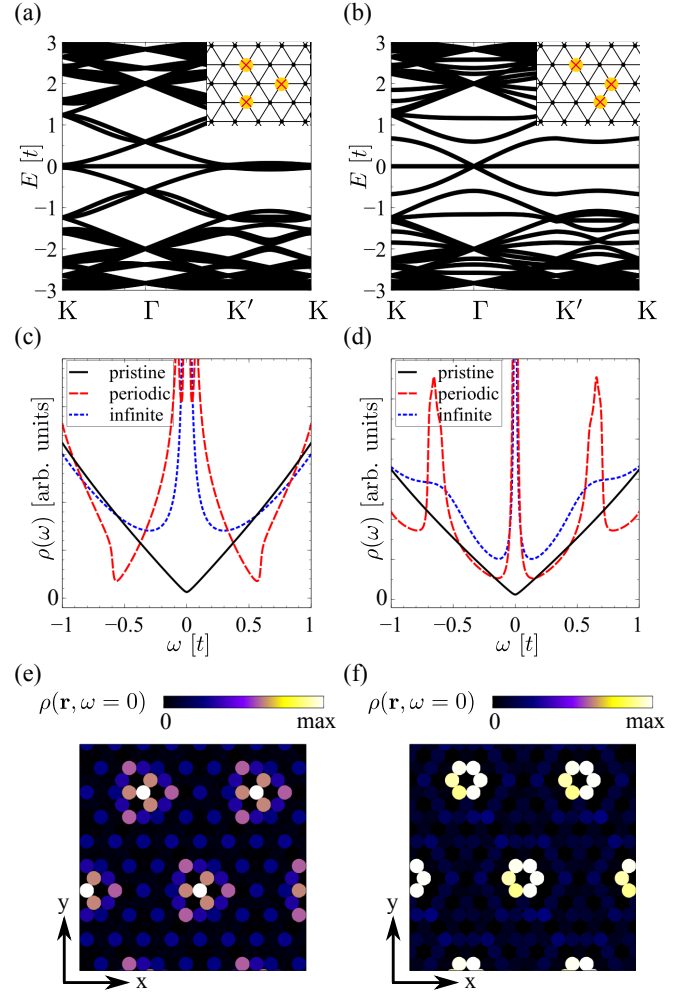 (a)
(b)
E [t]
3
2
1
0
−1
−2
−3
K Γ K′ K
E [t]
3
2
1
0
−1
−2
−3
K Γ K′ K
(c)
(d)
ρ(ω) [arb. units]
pristine
periodic
infinite
0
−1 −0.5 0 0.5 1
ω [t]
ρ(ω) [arb. units]
pristine
periodic
infinite
0
−1 −0.5 0 0.5 1
ω [t]
(e)
(f)
ρ(r, ω = 0)
0 max
ρ(r, ω = 0)
0 max
y
x
y
x